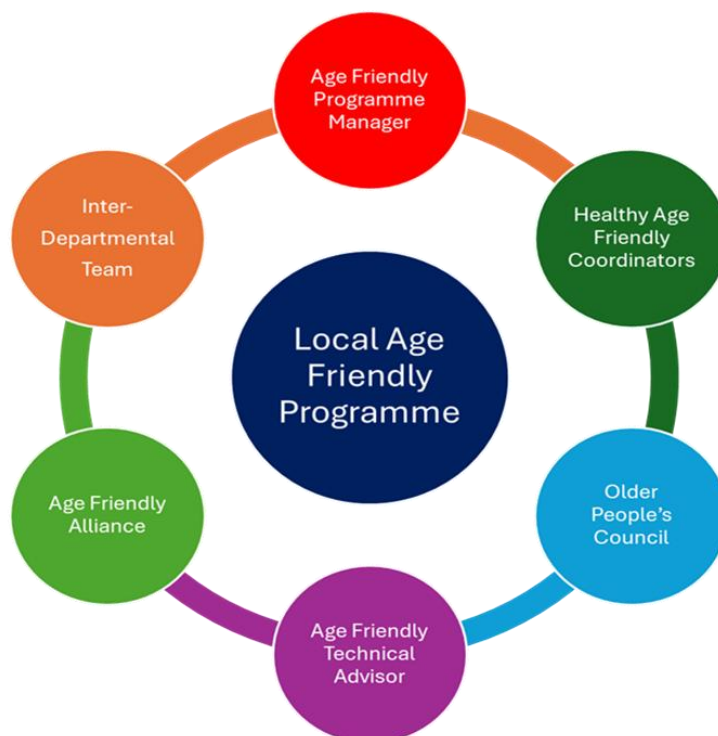 Age Friendly
Programme
Manager
Inter-
Departmental
Team
Healthy Age
Friendly
Coordinators
Local Age
Friendly
Programme
Age Friendly
Alliance
Older
People's
Council
Age Friendly
Technical
Advisor